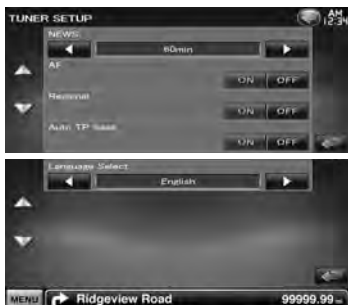 TUNER SETUP
AM
12:34
NEWS
60min
AF
ON OFF
Regional
ON OFF
Auto TP Seek
ON OFF
Language Select
English
MENU Ridgeview Road 99999.99